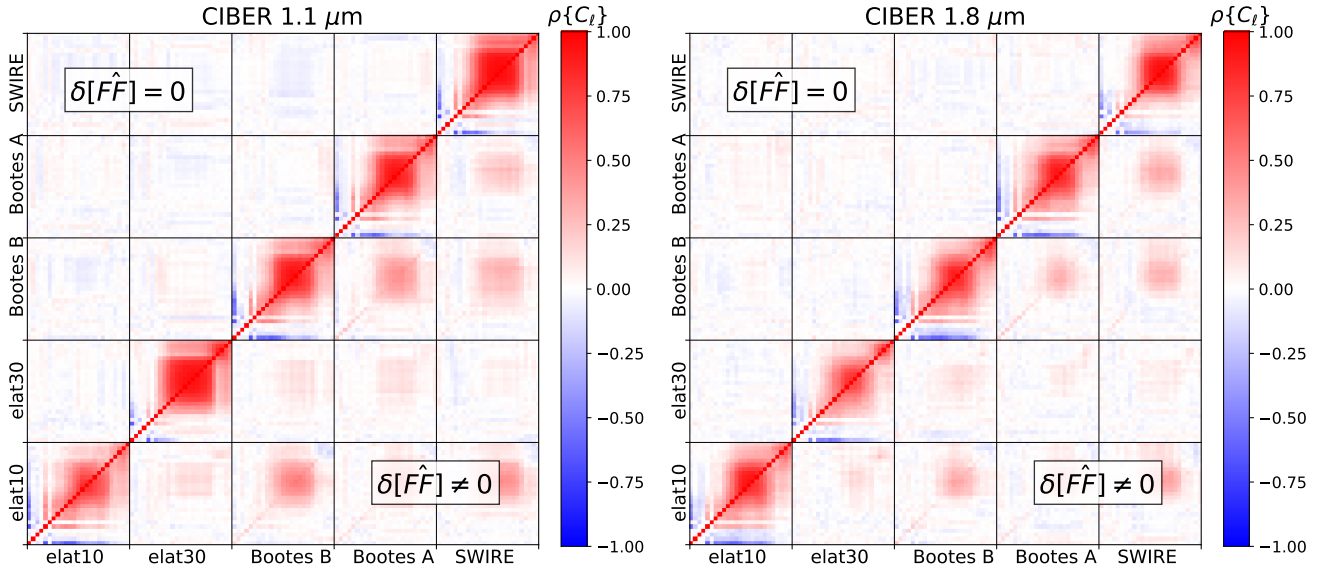 CIBER 1.1 μm
ρ{Cℓ}
SWIRE
Bootes A
Bootes B
elat30
elat10
δ[FF̂] = 0
δ[FF̂] ≠ 0
elat10 elat30 Bootes B Bootes A SWIRE
1.00
0.75
0.50
0.25
0.00
−0.25
−0.50
−0.75
−1.00
CIBER 1.8 μm
ρ{Cℓ}
SWIRE
Bootes A
Bootes B
elat30
elat10
δ[FF̂] = 0
δ[FF̂] ≠ 0
elat10 elat30 Bootes B Bootes A SWIRE
1.00
0.75
0.50
0.25
0.00
−0.25
−0.50
−0.75
−1.00